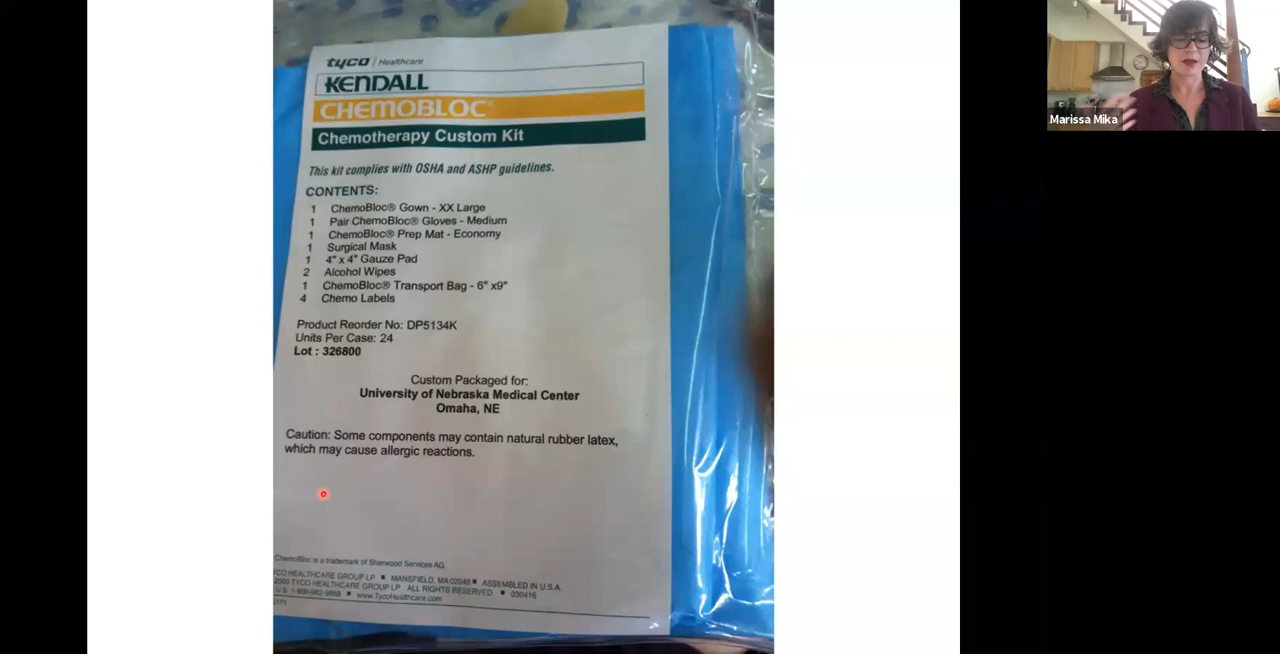 tyco / Healthcare
KENDALL
CHEMOBLOC®
Chemotherapy Custom Kit
This kit complies with OSHA and ASHP guidelines.
CONTENTS:
1 ChemoBloc® Gown - XX Large
1 Pair ChemoBloc® Gloves - Medium
1 ChemoBloc® Prep Mat - Economy
1 Surgical Mask
1 4" x 4" Gauze Pad
2 Alcohol Wipes
1 ChemoBloc® Transport Bag - 6" x9"
4 Chemo Labels
Product Reorder No: DP5134K
Units Per Case: 24
Lot : 326800
Custom Packaged for:
University of Nebraska Medical Center
Omaha, NE
Caution: Some components may contain natural rubber latex,
which may cause allergic reactions.
ChemoBloc is a trademark of Sherwood Services AG.
HEALTHCARE GROUP LP ■ MANSFIELD, MA 02048 ■ ASSEMBLED IN U.S.A.
TYCO HEALTHCARE GROUP LP ALL RIGHTS RESERVED ■ 030416
■ www.TycoHealthcare.com
Marissa Mika